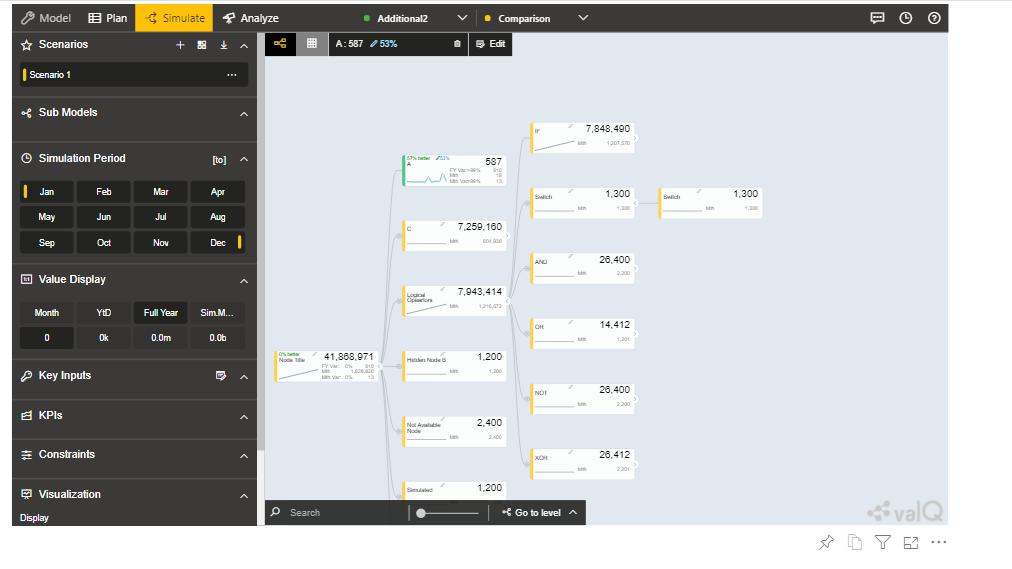 Model Plan Simulate Analyze Additional2 Comparison
Scenarios
A: 587 53% Edit
Scenario 1 ...
Sub Models
Simulation Period [to]
Jan Feb Mar Apr
May Jun Jul Aug
Sep Oct Nov Dec
Value Display
Month YtD Full Year Sim.M...
0 0k 0.0m 0.0b
Key Inputs
KPIs
Constraints
Visualization
Display
0% better
Node Title 41,868,971
FY Var: 0% 910
Mth 1,628,820
Mth Var: 0% 13
57% better 53%
A 587
FY Var:>99% 910
Mth 18
Mth Var>99% 13
C 7,259,160
Mth 604,930
Logical
Operators 7,943,414
Mth 1,216,672
Hidden Node B 1,200
Mth 1,200
Not Available
Node 2,400
Mth 2,400
Simulated 1,200
IF 7,848,490
Mth 1,207,570
Switch 1,300
Mth 1,300
Switch 1,300
Mth 1,300
AND 26,400
Mth 2,200
OR 14,412
Mth 1,201
NOT 26,400
Mth 2,200
XOR 26,412
Mth 2,201
Search Go to level
valQ